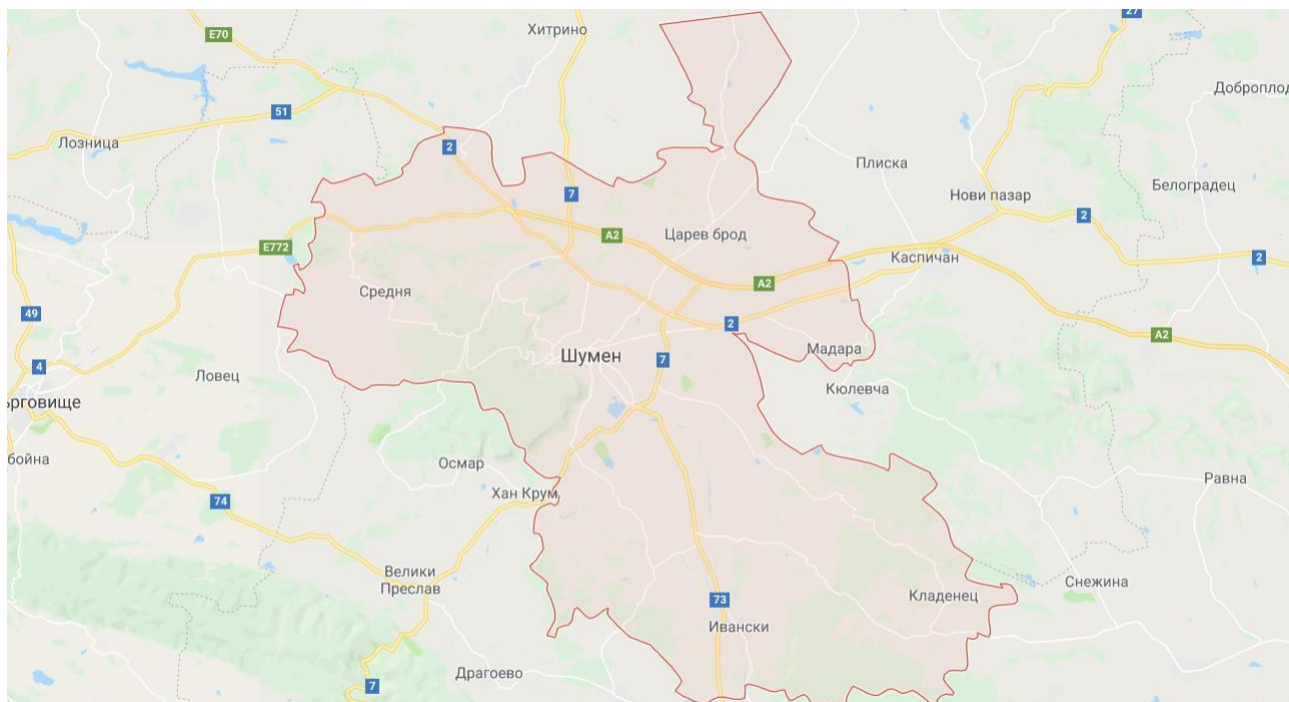 27
Хитрино
E70
Доброплод
51
Лозница
2
Плиска
Белоградец
Нови пазар
7
2
Царев брод
A2
E772
Каспичан
2
Средня
A2
49
2
A2
Мадара
Шумен
7
4
Ловец
Кюлевча
ърговище
бойна
Осмар
Равна
Хан Крум
74
Велики
Преслав
Снежина
Кладенец
73
Ивански
Драгоево
7